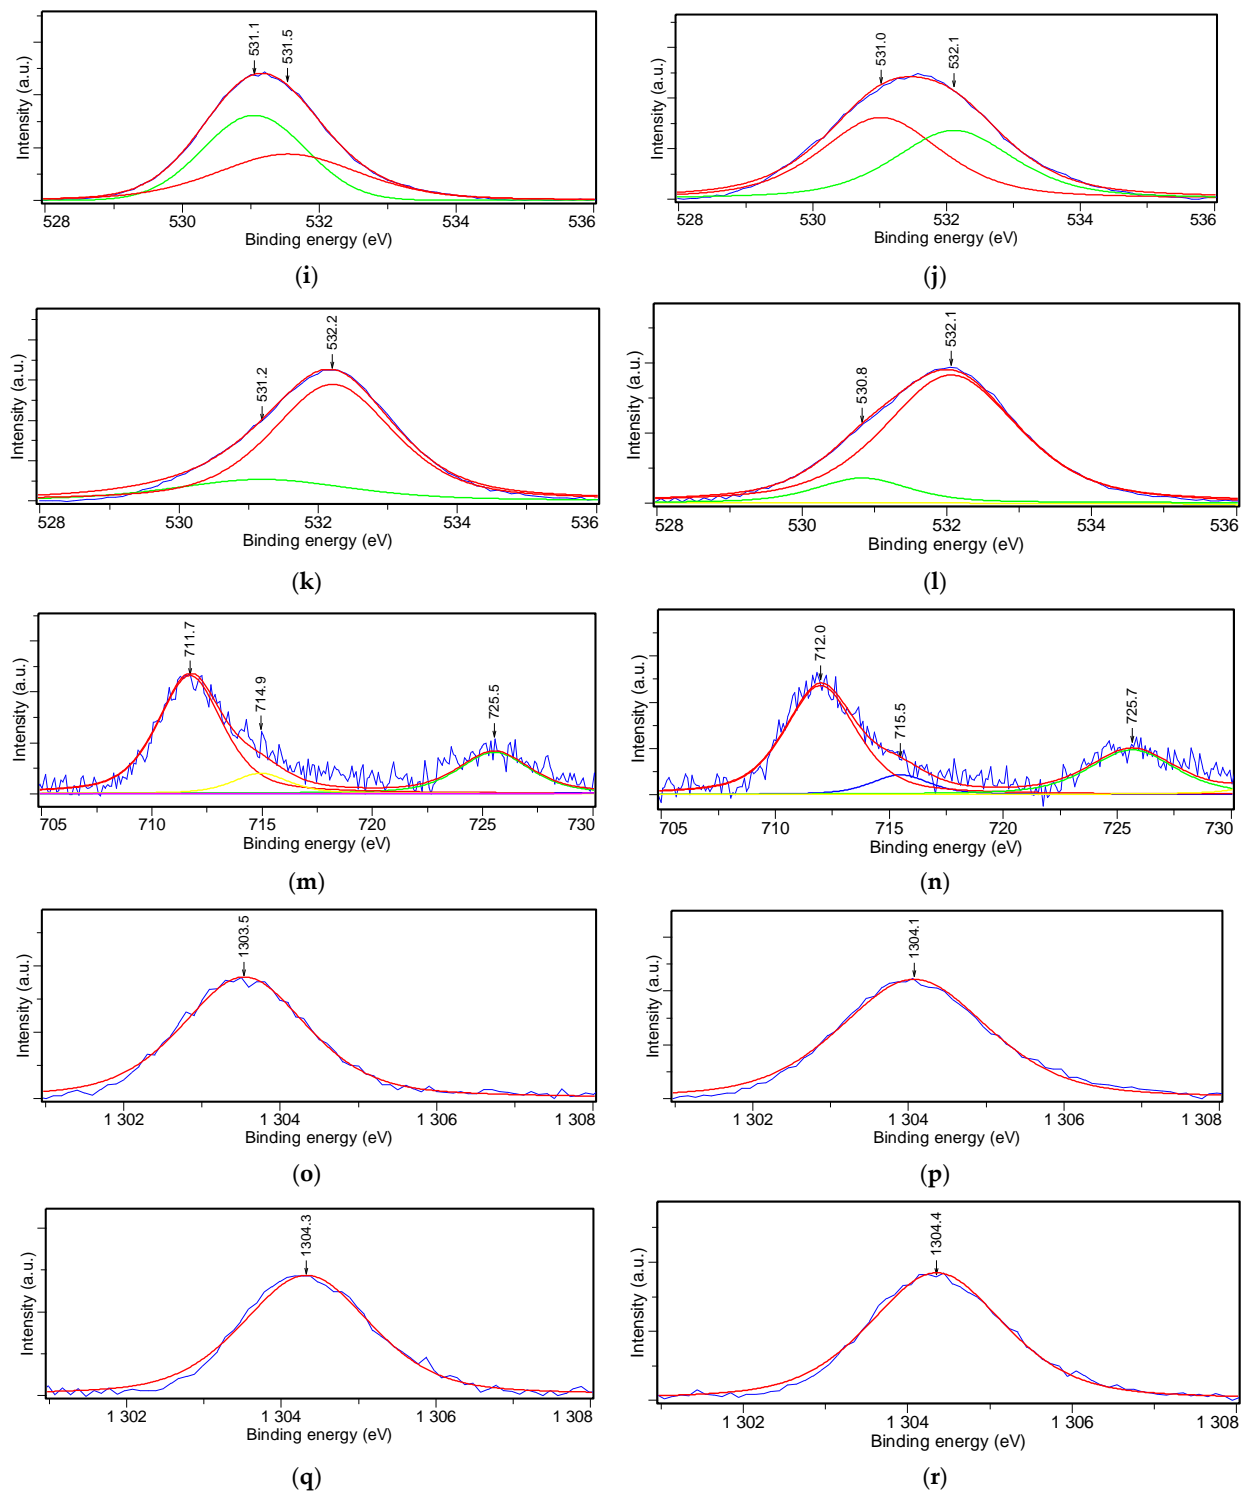 531.1
531.5
Intensity (a.u.)
528 530 532 534 536
Binding energy (eV)
(i)
531.0
532.1
Intensity (a.u.)
528 530 532 534 536
Binding energy (eV)
(j)
531.2
532.2
Intensity (a.u.)
528 530 532 534 536
Binding energy (eV)
(k)
530.8
532.1
Intensity (a.u.)
528 530 532 534 536
Binding energy (eV)
(l)
711.7
714.9
725.5
Intensity (a.u.)
705 710 715 720 725 730
Binding energy (eV)
(m)
712.0
715.5
725.7
Intensity (a.u.)
705 710 715 720 725 730
Binding energy (eV)
(n)
1303.5
Intensity (a.u.)
1 302 1 304 1 306 1 308
Binding energy (eV)
(o)
1304.1
Intensity (a.u.)
1 302 1 304 1 306 1 308
Binding energy (eV)
(p)
1304.3
Intensity (a.u.)
1 302 1 304 1 306 1 308
Binding energy (eV)
(q)
1304.4
Intensity (a.u.)
1 302 1 304 1 306 1 308
Binding energy (eV)
(r)